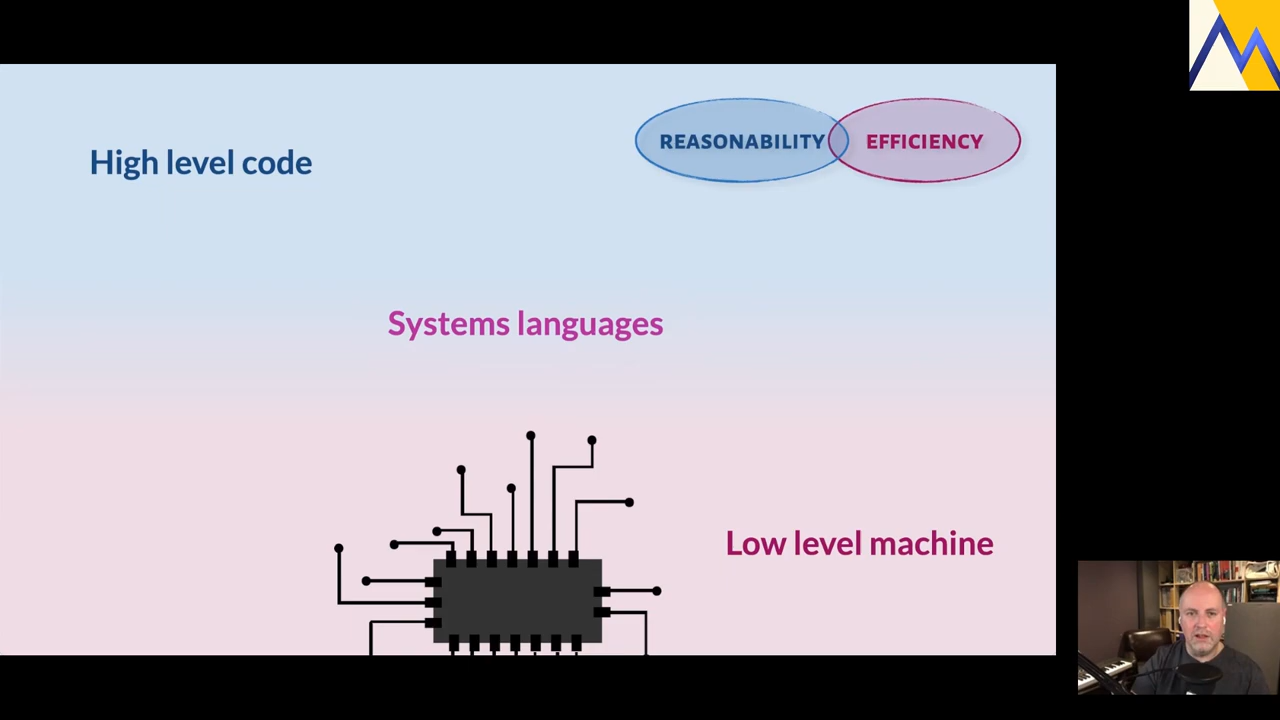 REASONABILITY EFFICIENCY
High level code
Systems languages
Low level machine